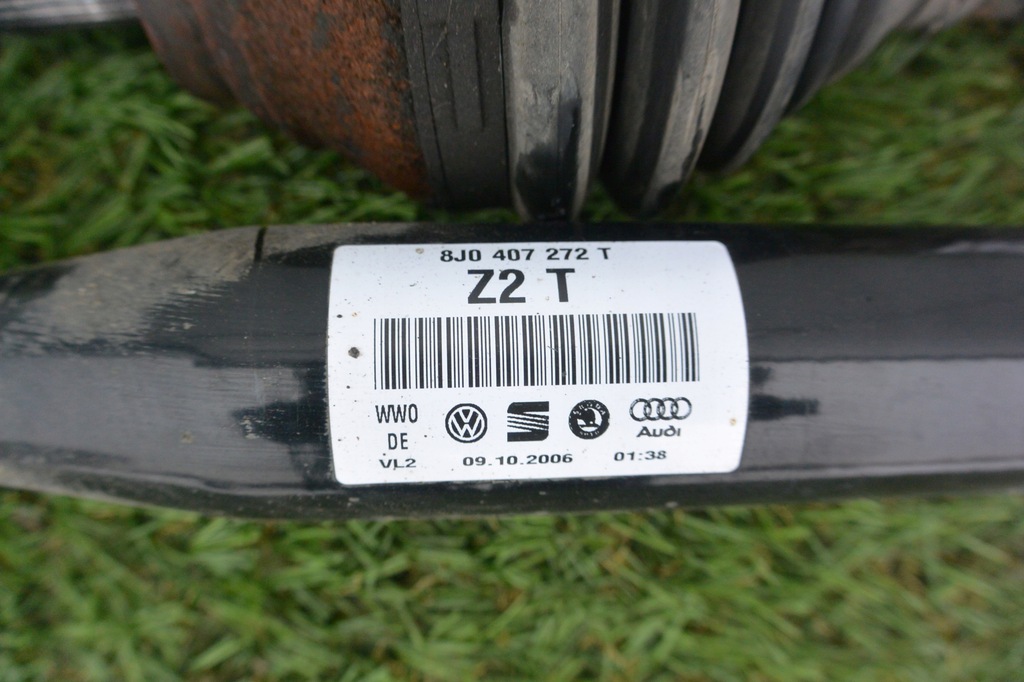 8J0 407 272 T
Z2 T
WWO
DE
Audi
VL2 09.10.2006 01:38